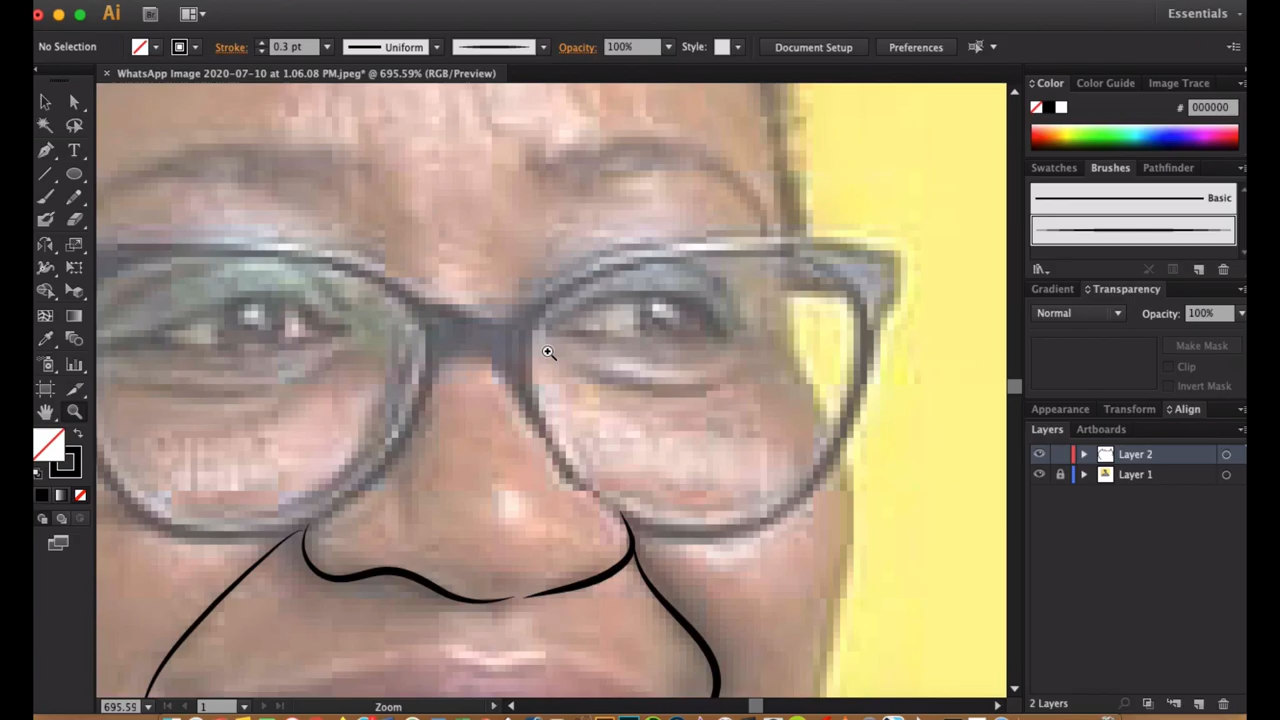 Ai
Br
Essentials
No Selection
Stroke:
0.3 pt
Uniform
Opacity:
100%
Style:
Document Setup
Preferences
× WhatsApp Image 2020-07-10 at 1.06.08 PM.jpeg* @ 695.59% (RGB/Preview)
Color
Color Guide
Image Trace
# 000000
Swatches
Brushes
Pathfinder
Basic
Gradient
Transparency
Normal
Opacity: 100%
Make Mask
Clip
Invert Mask
Appearance
Transform
Align
Layers
Artboards
Layer 2
Layer 1
T
695.59
1
Zoom
2 Layers